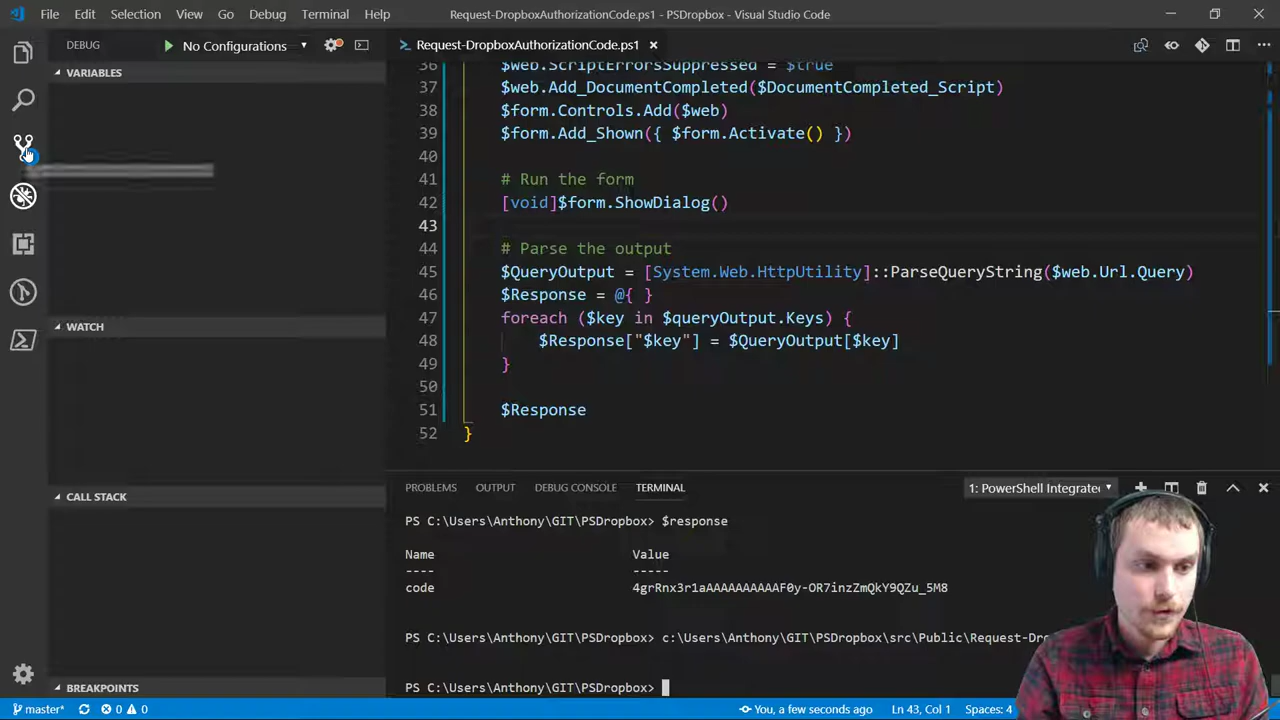 File Edit Selection View Go Debug Terminal Help
Request-DropboxAuthorizationCode.ps1 - PSDropbox - Visual Studio Code
DEBUG No Configurations
Request-DropboxAuthorizationCode.ps1
VARIABLES
36 $web.ScriptErrorsSuppressed = $true
37 $web.Add_DocumentCompleted($DocumentCompleted_Script)
38 $form.Controls.Add($web)
39 $form.Add_Shown({ $form.Activate() })
40
41 # Run the form
42 [void]$form.ShowDialog()
43
44 # Parse the output
45 $QueryOutput = [System.Web.HttpUtility]::ParseQueryString($web.Url.Query)
46 $Response = @{ }
47 foreach ($key in $queryOutput.Keys) {
48 $Response["$key"] = $QueryOutput[$key]
49 }
50
51 $Response
52 }
WATCH
CALL STACK
BREAKPOINTS
PROBLEMS OUTPUT DEBUG CONSOLE TERMINAL 1: PowerShell Integrate
PS C:\Users\Anthony\GIT\PSDropbox> $response
Name Value
---- -----
code 4grRnx3r1aAAAAAAAAAAF0y-OR7inzZmQkY9QZu_5M8
PS C:\Users\Anthony\GIT\PSDropbox> c:\Users\Anthony\GIT\PSDropbox\src\Public\Request-Dro
PS C:\Users\Anthony\GIT\PSDropbox>
master* 0 0 You, a few seconds ago Ln 43, Col 1 Spaces: 4